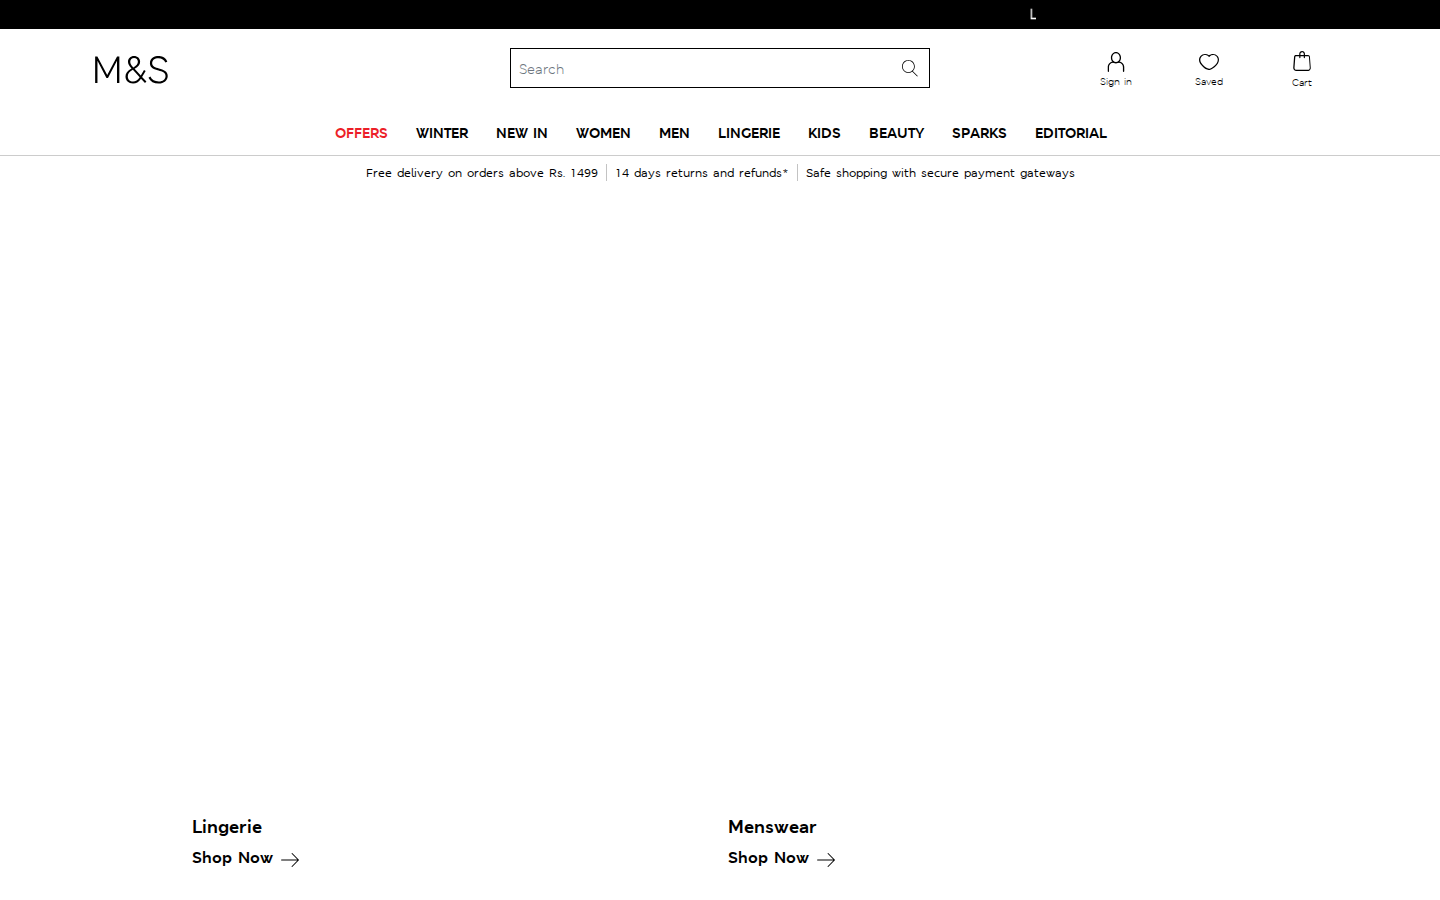 L
M&S
Search
Sign in
Saved
Cart
OFFERS WINTER NEW IN WOMEN MEN LINGERIE KIDS BEAUTY SPARKS EDITORIAL
Free delivery on orders above Rs. 1499 14 days returns and refunds* Safe shopping with secure payment gateways
Lingerie
Shop Now
Menswear
Shop Now